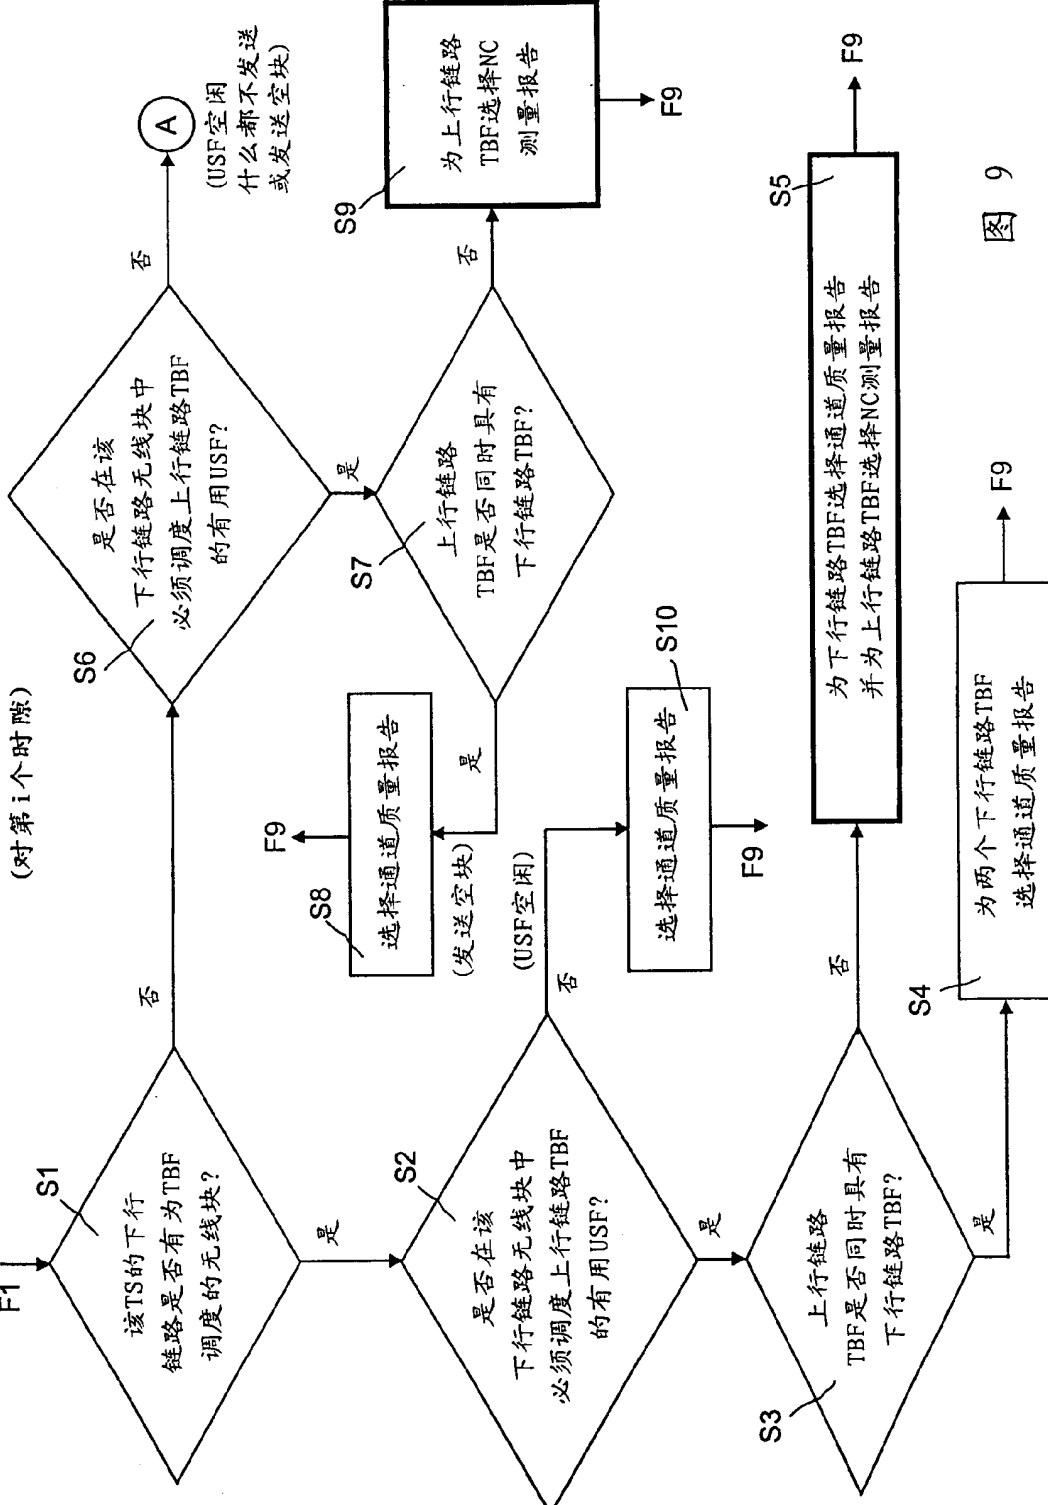 (对第i个时隙)
F1
S1
该TS的下行
链路是否有为TBF
调度的无线块?
否
是
S6
是否在该
下行链路无线块中
必须调度上行链路TBF
的有用USF?
否
A
(USF空闲
什么都不发送
或发送空块)
是
S7
上行链路
TBF是否同时具有
下行链路TBF?
否
S9
为上行链路
TBF选择NC
测量报告
F9
是
(发送空块)
S8
选择通道质量报告
F9
S2
是否在该
下行链路无线块中
必须调度上行链路TBF
的有用USF?
否
(USF空闲)
S10
选择通道质量报告
F9
是
S3
上行链路
TBF是否同时具有
下行链路TBF?
否
S5
为下行链路TBF选择通道质量报告
并为上行链路TBF选择NC测量报告
F9
是
S4
为两个下行链路TBF
选择通道质量报告
F9
图 9